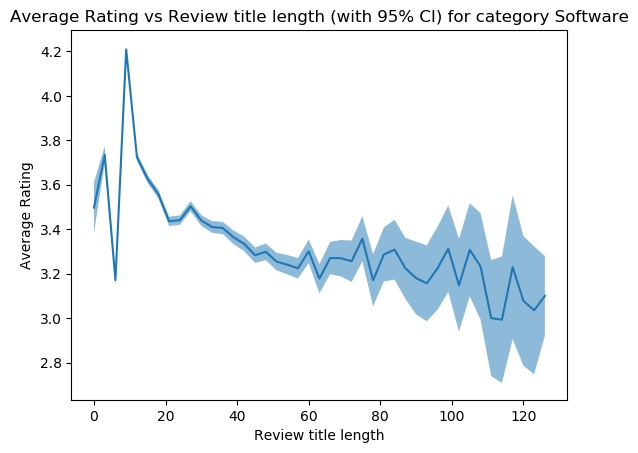 Average Rating vs Review title length (with 95% CI) for category Software
4.2
4.0
3.8
3.6
3.4
3.2
3.0
2.8
Average Rating
0 20 40 60 80 100 120
Review title length